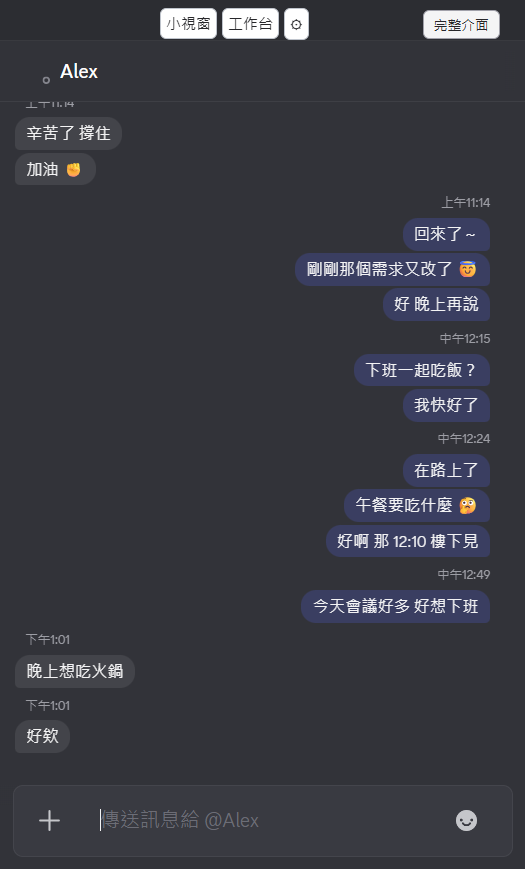 小視窗 工作台 完整介面
Alex
上午11:14
辛苦了 撐住
加油 ✊
上午11:14
回來了～
剛剛那個需求又改了 😇
好 晚上再說
中午12:15
下班一起吃飯？
我快好了
中午12:24
在路上了
午餐要吃什麼 🤔
好啊 那 12:10 樓下見
中午12:49
今天會議好多 好想下班
下午1:01
晚上想吃火鍋
下午1:01
好欸
傳送訊息給 @Alex